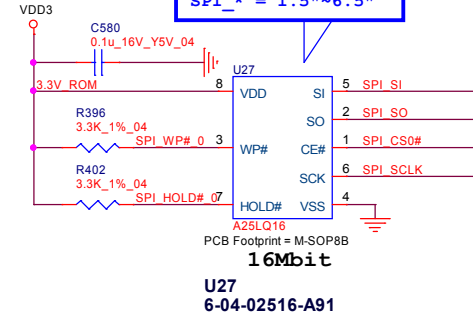 SPI_* = 1.5"~6.5"
VDD3
C580
0.1u_16V_Y5V_04
3.3V_ROM
U27
8 VDD SI 5 SPI_SI
R396
3.3K_1%_04
SO 2 SPI_SO
SPI_WP#_0 3 WP# CE# 1 SPI_CS0#
R402
3.3K_1%_04
SCK 6 SPI_SCLK
SPI_HOLD#_0 7 HOLD# VSS 4
A25LQ16
PCB Footprint = M-SOP8B
16Mbit
U27
6-04-02516-A91